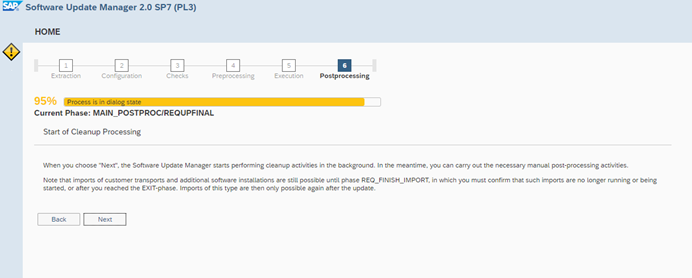 SAP Software Update Manager 2.0 SP7 (PL3)
HOME
1 2 3 4 5 6
Extraction Configuration Checks Preprocessing Execution Postprocessing
95% Process is in dialog state
Current Phase: MAIN_POSTPROC/REQUPFINAL
Start of Cleanup Processing
When you choose "Next", the Software Update Manager starts performing cleanup activities in the background. In the meantime, you can carry out the necessary manual post-processing activities.
Note that imports of customer transports and additional software installations are still possible until phase REQ_FINISH_IMPORT, in which you must confirm that such imports are no longer running or being
started, or after you reached the EXIT-phase. Imports of this type are then only possible again after the update.
Back Next